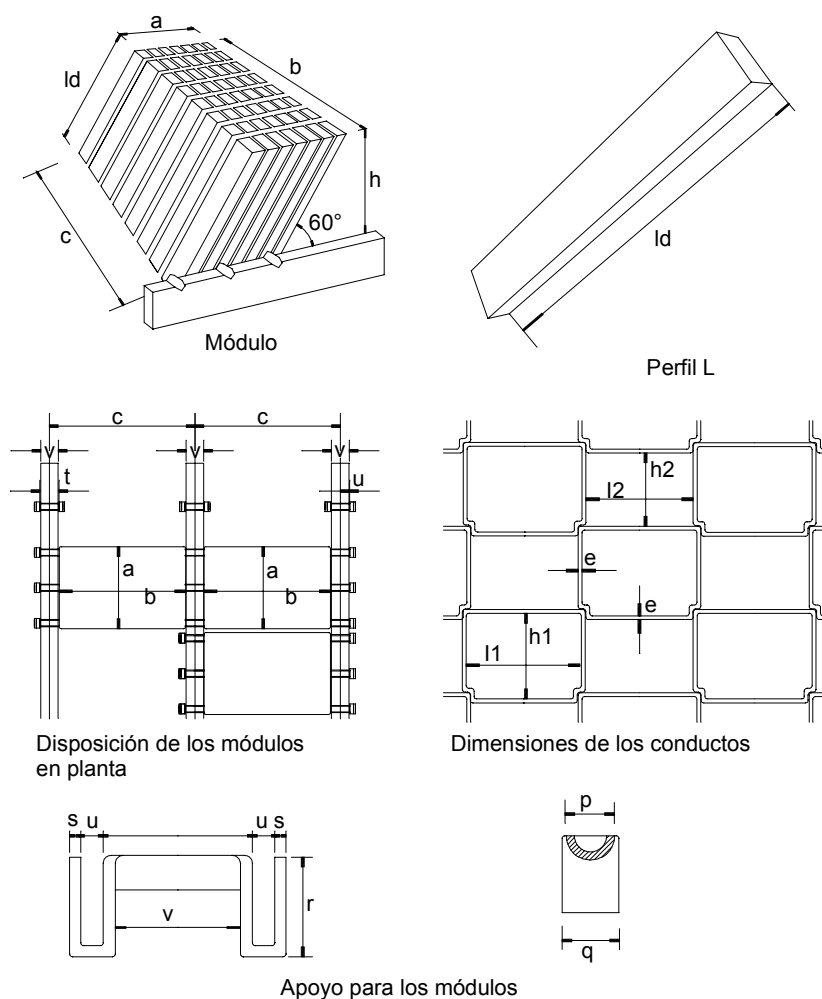 a
b
ld
h
c
60°
Módulo
ld
Perfil L
c c
v v v
t u
a a
b b
Disposición de los módulos
en planta
h2
l2
e
e
h1
l1
Dimensiones de los conductos
s u u s
r
v
p
q
Apoyo para los módulos